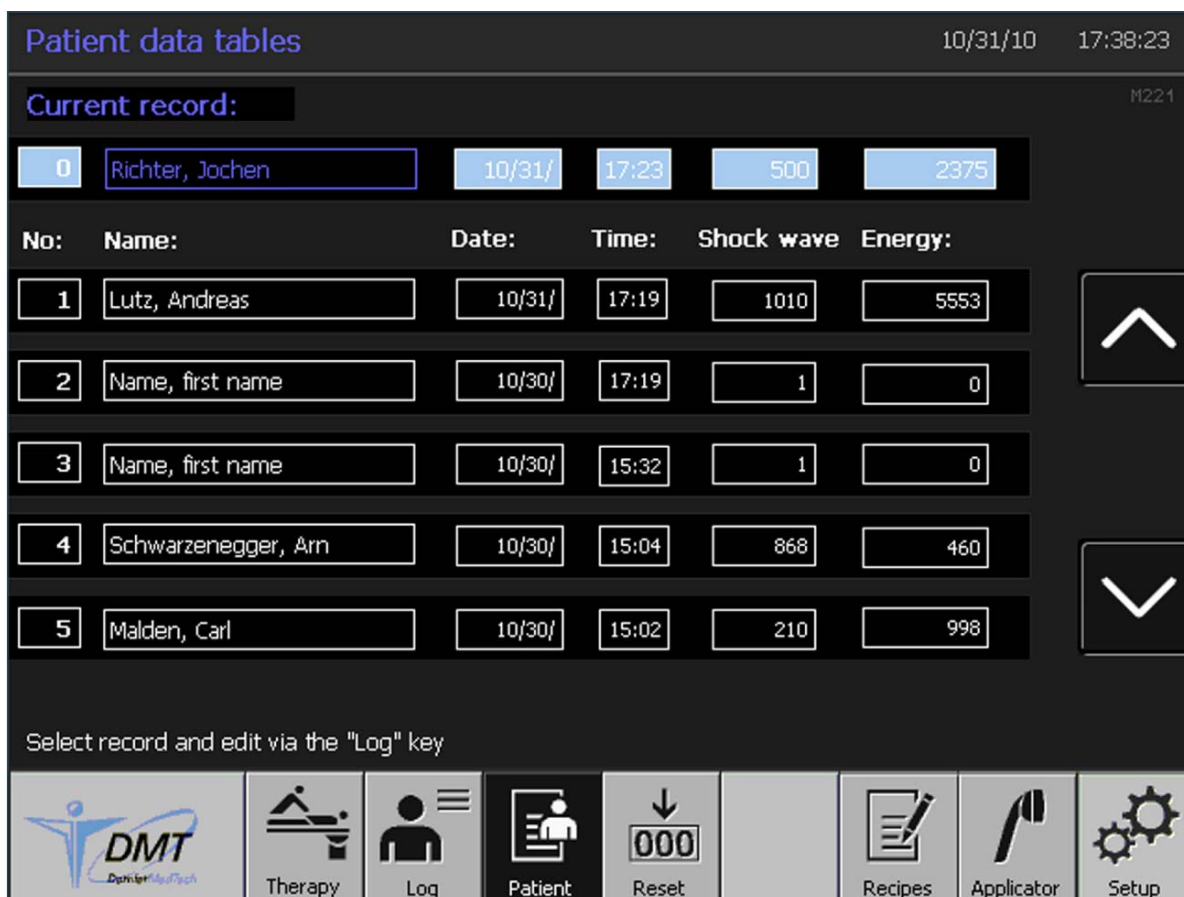 Patient data tables 10/31/10 17:38:23
Current record: M221
0 Richter, Jochen 10/31/ 17:23 500 2375
No: Name: Date: Time: Shock wave Energy:
1 Lutz, Andreas 10/31/ 17:19 1010 5553
2 Name, first name 10/30/ 17:19 1 0
3 Name, first name 10/30/ 15:32 1 0
4 Schwarzenegger, Arn 10/30/ 15:04 868 460
5 Malden, Carl 10/30/ 15:02 210 998
Select record and edit via the "Log" key
DMT
Dornier MedTech
000
Therapy Log Patient Reset Recipes Applicator Setup